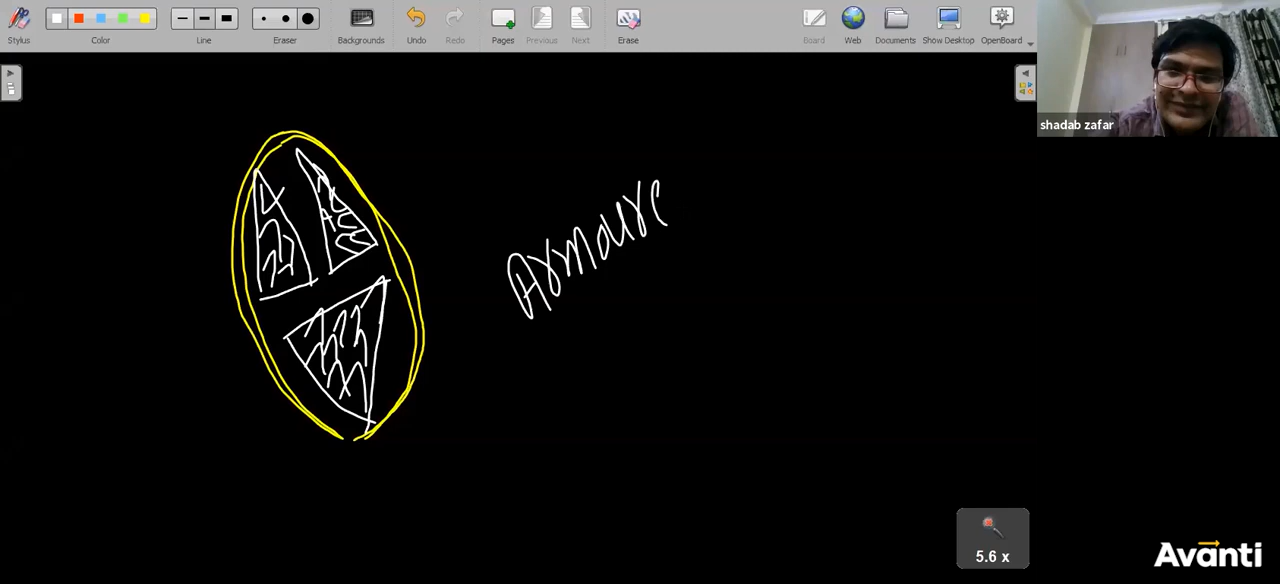 Stylus
Color
Line
Eraser
Backgrounds
Undo
Redo
Pages
Previous
Next
Erase
Board
Web
Documents
Show Desktop
OpenBoard
shadab zafar
Armoure
5.6 x
Avanti